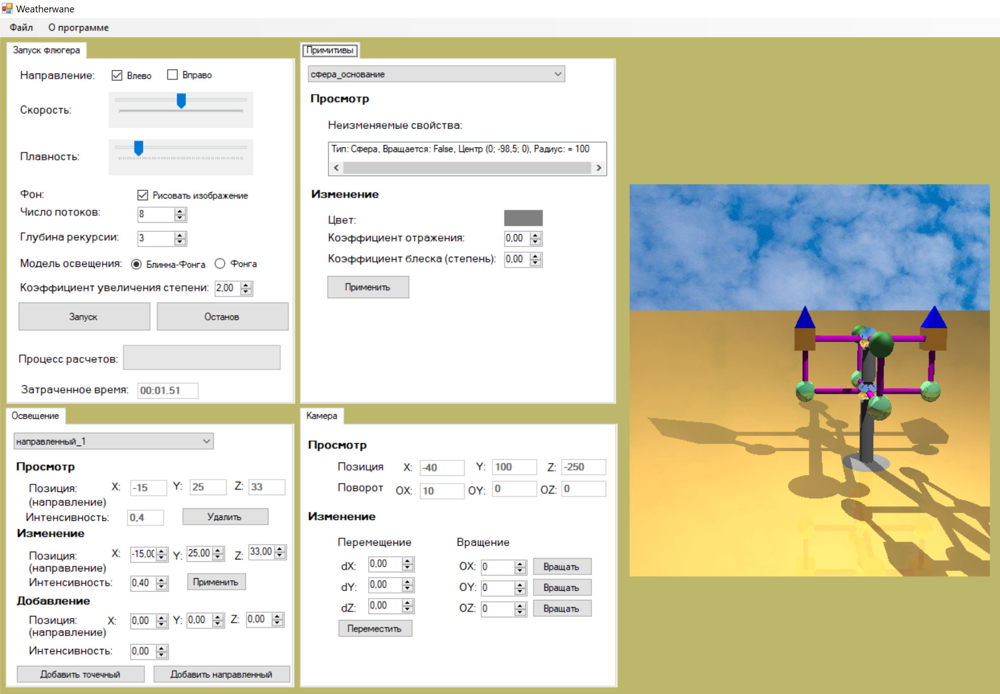 Weatherwane
Файл О программе
Запуск флюгера
Направление: Влево Вправо
Скорость:
Плавность:
Фон: Рисовать изображение
Число потоков: 8
Глубина рекурсии: 3
Модель освещения: Блинна-Фонга Фонга
Коэффициент увеличения степени: 2,00
Запуск Останов
Процесс расчетов:
Затраченное время: 00:01.51
Примитивы
сфера_основание
Просмотр
Неизменяемые свойства:
Тип: Сфера, Вращается: False, Центр (0; -98,5; 0), Радиус: = 100
Изменение
Цвет:
Коэффициент отражения: 0,00
Коэффициент блеска (степень): 0,00
Применить
Освещение
направленный_1
Просмотр
Позиция: X: -15 Y: 25 Z: 33
(направление)
Интенсивность: 0,4 Удалить
Изменение
Позиция: X: -15,00 Y: 25,00 Z: 33,00
(направление)
Интенсивность: 0,40 Применить
Добавление
Позиция: X: 0,00 Y: 0,00 Z: 0,00
(направление)
Интенсивность: 0,00
Добавить точечный Добавить направленный
Камера
Просмотр
Позиция X: -40 Y: 100 Z: -250
Поворот OX: 10 OY: 0 OZ: 0
Изменение
Перемещение Вращение
dX: 0,00 OX: 0 Вращать
dY: 0,00 OY: 0 Вращать
dZ: 0,00 OZ: 0 Вращать
Переместить